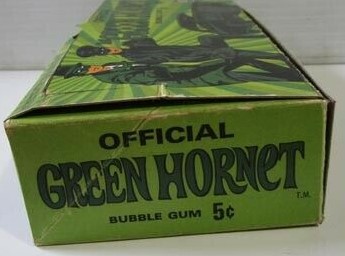 OFFICIAL
GREEN HORNET
T.M.
BUBBLE GUM 5¢